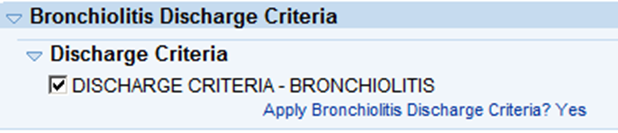 Bronchiolitis Discharge Criteria
Discharge Criteria
DISCHARGE CRITERIA - BRONCHIOLITIS
Apply Bronchiolitis Discharge Criteria? Yes